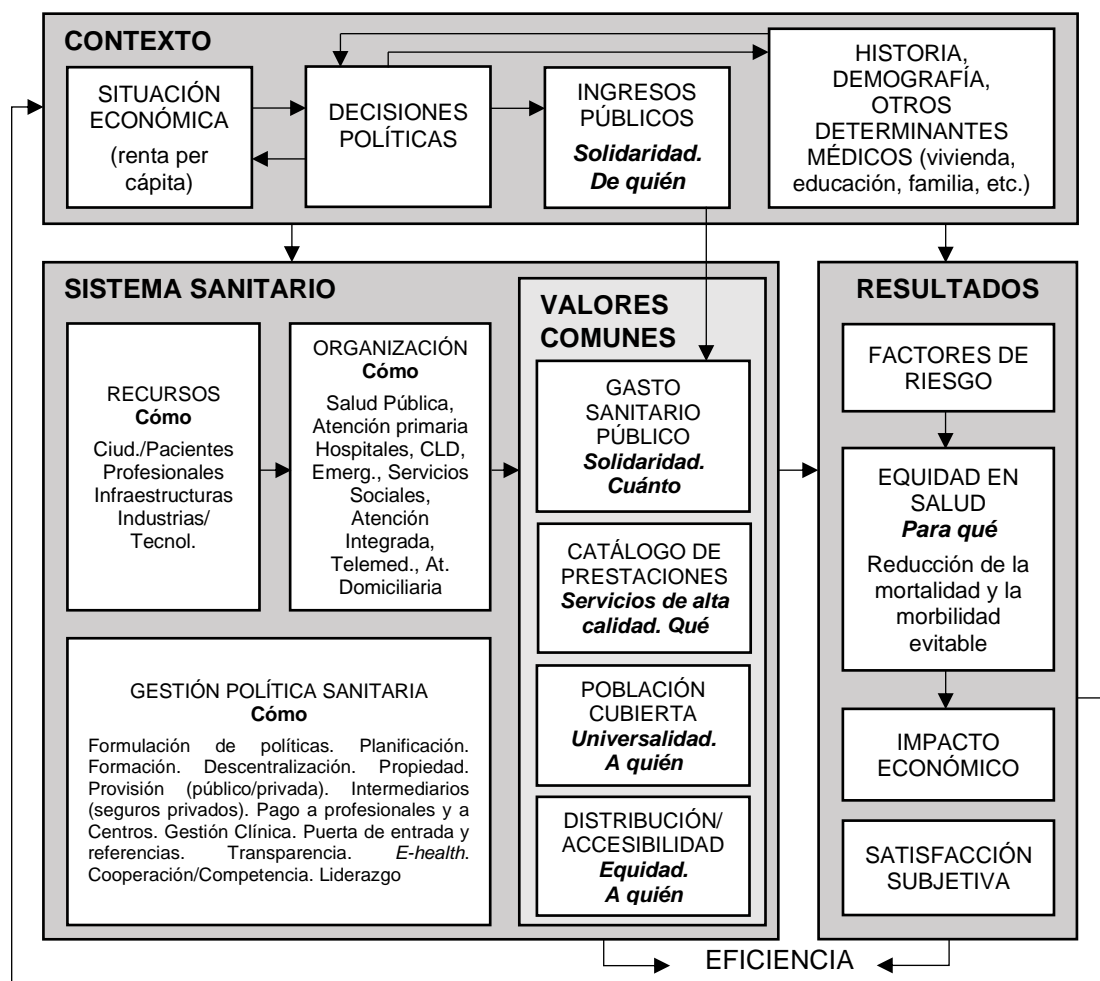 CONTEXTO
SITUACIÓN
ECONÓMICA
(renta per
cápita)
DECISIONES
POLÍTICAS
INGRESOS
PÚBLICOS
Solidaridad.
De quién
HISTORIA,
DEMOGRAFÍA,
OTROS
DETERMINANTES
MÉDICOS (vivienda,
educación, familia, etc.)
SISTEMA SANITARIO
RECURSOS
Cómo
Ciud./Pacientes
Profesionales
Infraestructuras
Industrias/
Tecnol.
ORGANIZACIÓN
Cómo
Salud Pública,
Atención primaria
Hospitales, CLD,
Emerg., Servicios
Sociales,
Atención
Integrada,
Telemed., At.
Domiciliaria
GESTIÓN POLÍTICA SANITARIA
Cómo
Formulación de políticas. Planificación.
Formación. Descentralización. Propiedad.
Provisión (público/privada). Intermediarios
(seguros privados). Pago a profesionales y a
Centros. Gestión Clínica. Puerta de entrada y
referencias. Transparencia. E-health.
Cooperación/Competencia. Liderazgo
VALORES
COMUNES
GASTO
SANITARIO
PÚBLICO
Solidaridad.
Cuánto
CATÁLOGO DE
PRESTACIONES
Servicios de alta
calidad. Qué
POBLACIÓN
CUBIERTA
Universalidad.
A quién
DISTRIBUCIÓN/
ACCESIBILIDAD
Equidad.
A quién
RESULTADOS
FACTORES DE
RIESGO
EQUIDAD EN
SALUD
Para qué
Reducción de la
mortalidad y la
morbilidad
evitable
IMPACTO
ECONÓMICO
SATISFACCIÓN
SUBJETIVA
EFICIENCIA